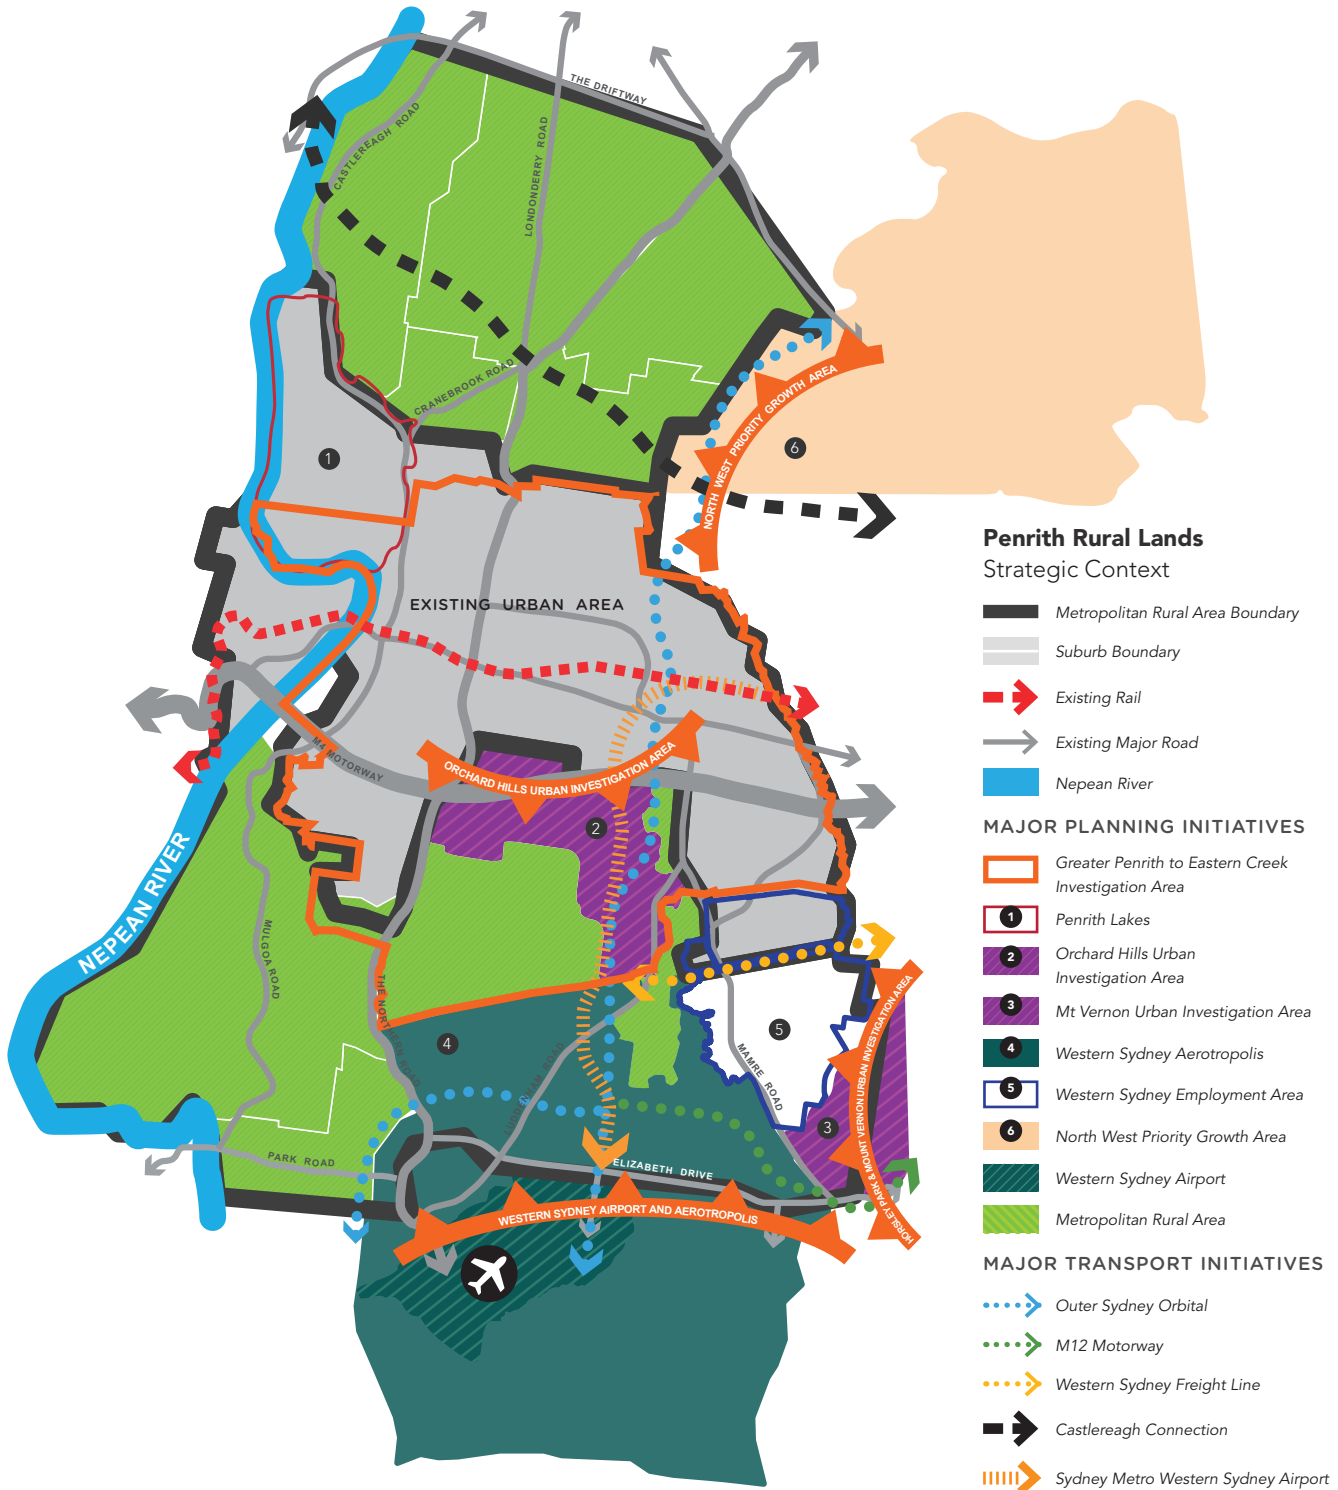 THE DRIFTWAY
CASTLEREAGH ROAD
LONDONDERRY ROAD
CRANEBROOK ROAD
NORTH WEST PRIORITY GROWTH AREA
6
1
EXISTING URBAN AREA
M4 MOTORWAY
ORCHARD HILLS URBAN INVESTIGATION AREA
2
NEPEAN RIVER
MULGOA ROAD
THE NORTHERN ROAD
4
LUDDENHAM ROAD
5
MAMRE ROAD
3
HORSLEY PARK & MOUNT VERNON URBAN INVESTIGATION AREA
PARK ROAD
ELIZABETH DRIVE
WESTERN SYDNEY AIRPORT AND AEROTROPOLIS
Penrith Rural Lands
Strategic Context
Metropolitan Rural Area Boundary
Suburb Boundary
Existing Rail
Existing Major Road
Nepean River
MAJOR PLANNING INITIATIVES
Greater Penrith to Eastern Creek
Investigation Area
1 Penrith Lakes
2 Orchard Hills Urban
Investigation Area
3 Mt Vernon Urban Investigation Area
4 Western Sydney Aerotropolis
5 Western Sydney Employment Area
6 North West Priority Growth Area
Western Sydney Airport
Metropolitan Rural Area
MAJOR TRANSPORT INITIATIVES
Outer Sydney Orbital
M12 Motorway
Western Sydney Freight Line
Castlereagh Connection
Sydney Metro Western Sydney Airport